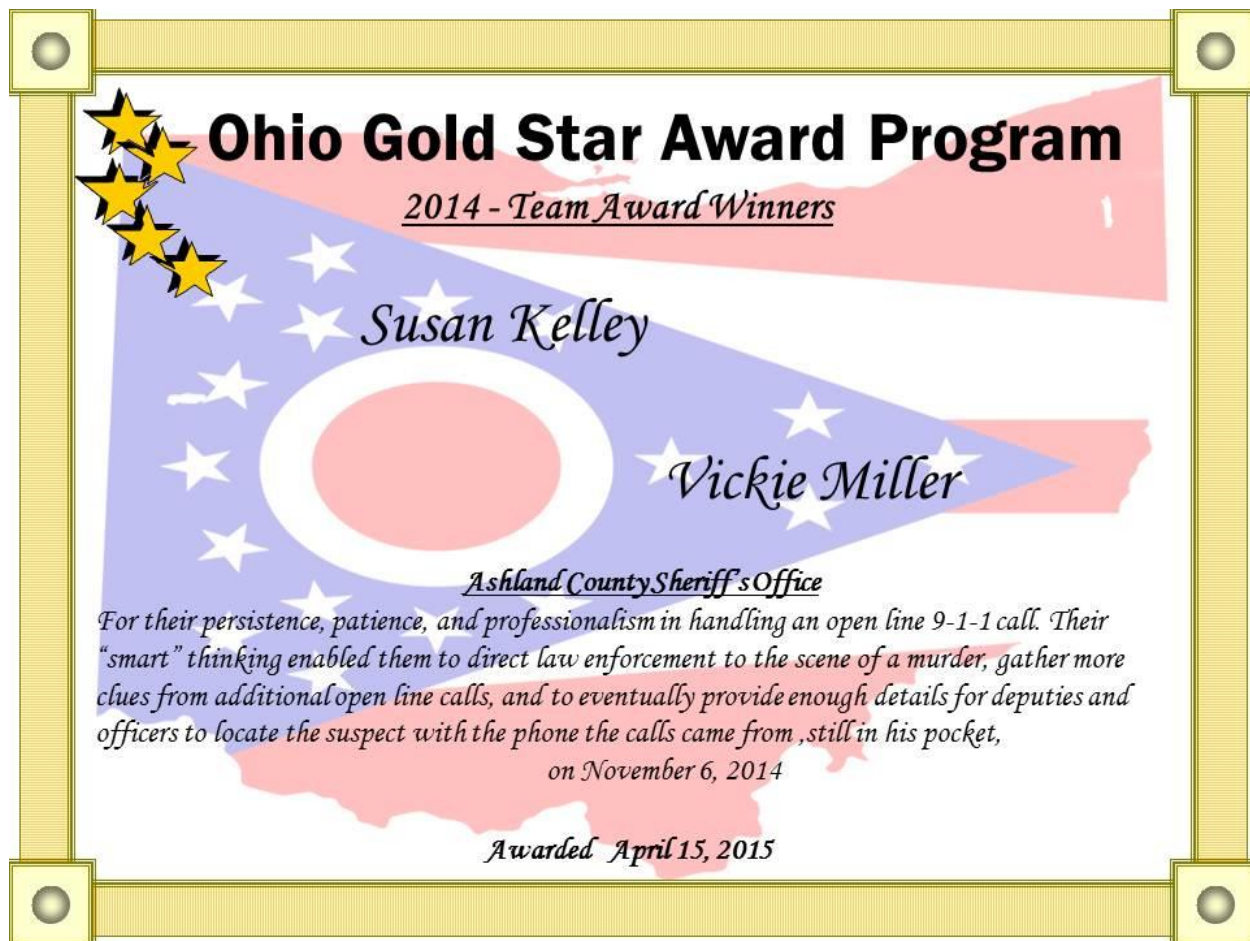 Ohio Gold Star Award Program
2014 - Team Award Winners
Susan Kelley
Vickie Miller
Ashland County Sheriff's Office
For their persistence, patience, and professionalism in handling an open line 9-1-1 call. Their
"smart" thinking enabled them to direct law enforcement to the scene of a murder, gather more
clues from additional open line calls, and to eventually provide enough details for deputies and
officers to locate the suspect with the phone the calls came from ,still in his pocket,
on November 6, 2014
Awarded April 15, 2015